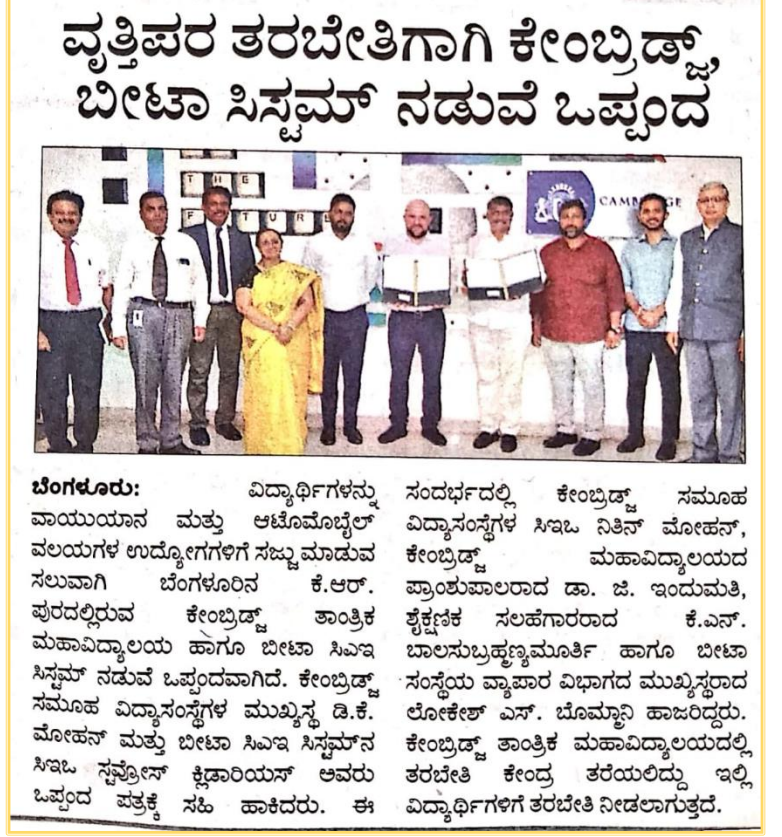 ವೃತ್ತಿಪರ ತರಬೇತಿಗಾಗಿ ಕೇಂಬ್ರಿಡ್ಜ್,
ಬೀಟಾ ಸಿಸ್ಟಮ್ ನಡುವೆ ಒಪ್ಪಂದ
THE
FUTURE
CAMBRIDGE
ಬೆಂಗಳೂರು: ವಿದ್ಯಾರ್ಥಿಗಳನ್ನು
ವಾಯುಯಾನ ಮತ್ತು ಆಟೊಮೊಬೈಲ್
ವಲಯಗಳ ಉದ್ಯೋಗಗಳಿಗೆ ಸಜ್ಜು ಮಾಡುವ
ಸಲುವಾಗಿ ಬೆಂಗಳೂರಿನ ಕೆ.ಆರ್.
ಪುರದಲ್ಲಿರುವ ಕೇಂಬ್ರಿಡ್ಜ್ ತಾಂತ್ರಿಕ
ಮಹಾವಿದ್ಯಾಲಯ ಹಾಗೂ ಬೀಟಾ ಸಿಎಇ
ಸಿಸ್ಟಮ್ ನಡುವೆ ಒಪ್ಪಂದವಾಗಿದೆ. ಕೇಂಬ್ರಿಡ್ಜ್
ಸಮೂಹ ವಿದ್ಯಾಸಂಸ್ಥೆಗಳ ಮುಖ್ಯಸ್ಥ ಡಿ.ಕೆ.
ಮೋಹನ್ ಮತ್ತು ಬೀಟಾ ಸಿಎಇ ಸಿಸ್ಟಮ್‌ನ
ಸಿಇಒ ಸ್ಟವ್ರೋಸ್ ಕ್ಲಿಡಾರಿಯಸ್ ಅವರು
ಒಪ್ಪಂದ ಪತ್ರಕ್ಕೆ ಸಹಿ ಹಾಕಿದರು. ಈ
ಸಂದರ್ಭದಲ್ಲಿ ಕೇಂಬ್ರಿಡ್ಜ್ ಸಮೂಹ
ವಿದ್ಯಾಸಂಸ್ಥೆಗಳ ಸಿಇಒ ನಿತಿನ್ ಮೋಹನ್,
ಕೇಂಬ್ರಿಡ್ಜ್ ಮಹಾವಿದ್ಯಾಲಯದ
ಪ್ರಾಂಶುಪಾಲರಾದ ಡಾ. ಜಿ. ಇಂದುಮತಿ,
ಶೈಕ್ಷಣಿಕ ಸಲಹೆಗಾರರಾದ ಕೆ.ಎನ್.
ಬಾಲಸುಬ್ರಹ್ಮಣ್ಯಮೂರ್ತಿ ಹಾಗೂ ಬೀಟಾ
ಸಂಸ್ಥೆಯ ವ್ಯಾಪಾರ ವಿಭಾಗದ ಮುಖ್ಯಸ್ಥರಾದ
ಲೋಕೇಶ್ ಎಸ್. ಬೊಮ್ಮಾನಿ ಹಾಜರಿದ್ದರು.
ಕೇಂಬ್ರಿಡ್ಜ್ ತಾಂತ್ರಿಕ ಮಹಾವಿದ್ಯಾಲಯದಲ್ಲಿ
ತರಬೇತಿ ಕೇಂದ್ರ ತೆರೆಯಲಿದ್ದು ಇಲ್ಲಿ
ವಿದ್ಯಾರ್ಥಿಗಳಿಗೆ ತರಬೇತಿ ನೀಡಲಾಗುತ್ತದೆ.